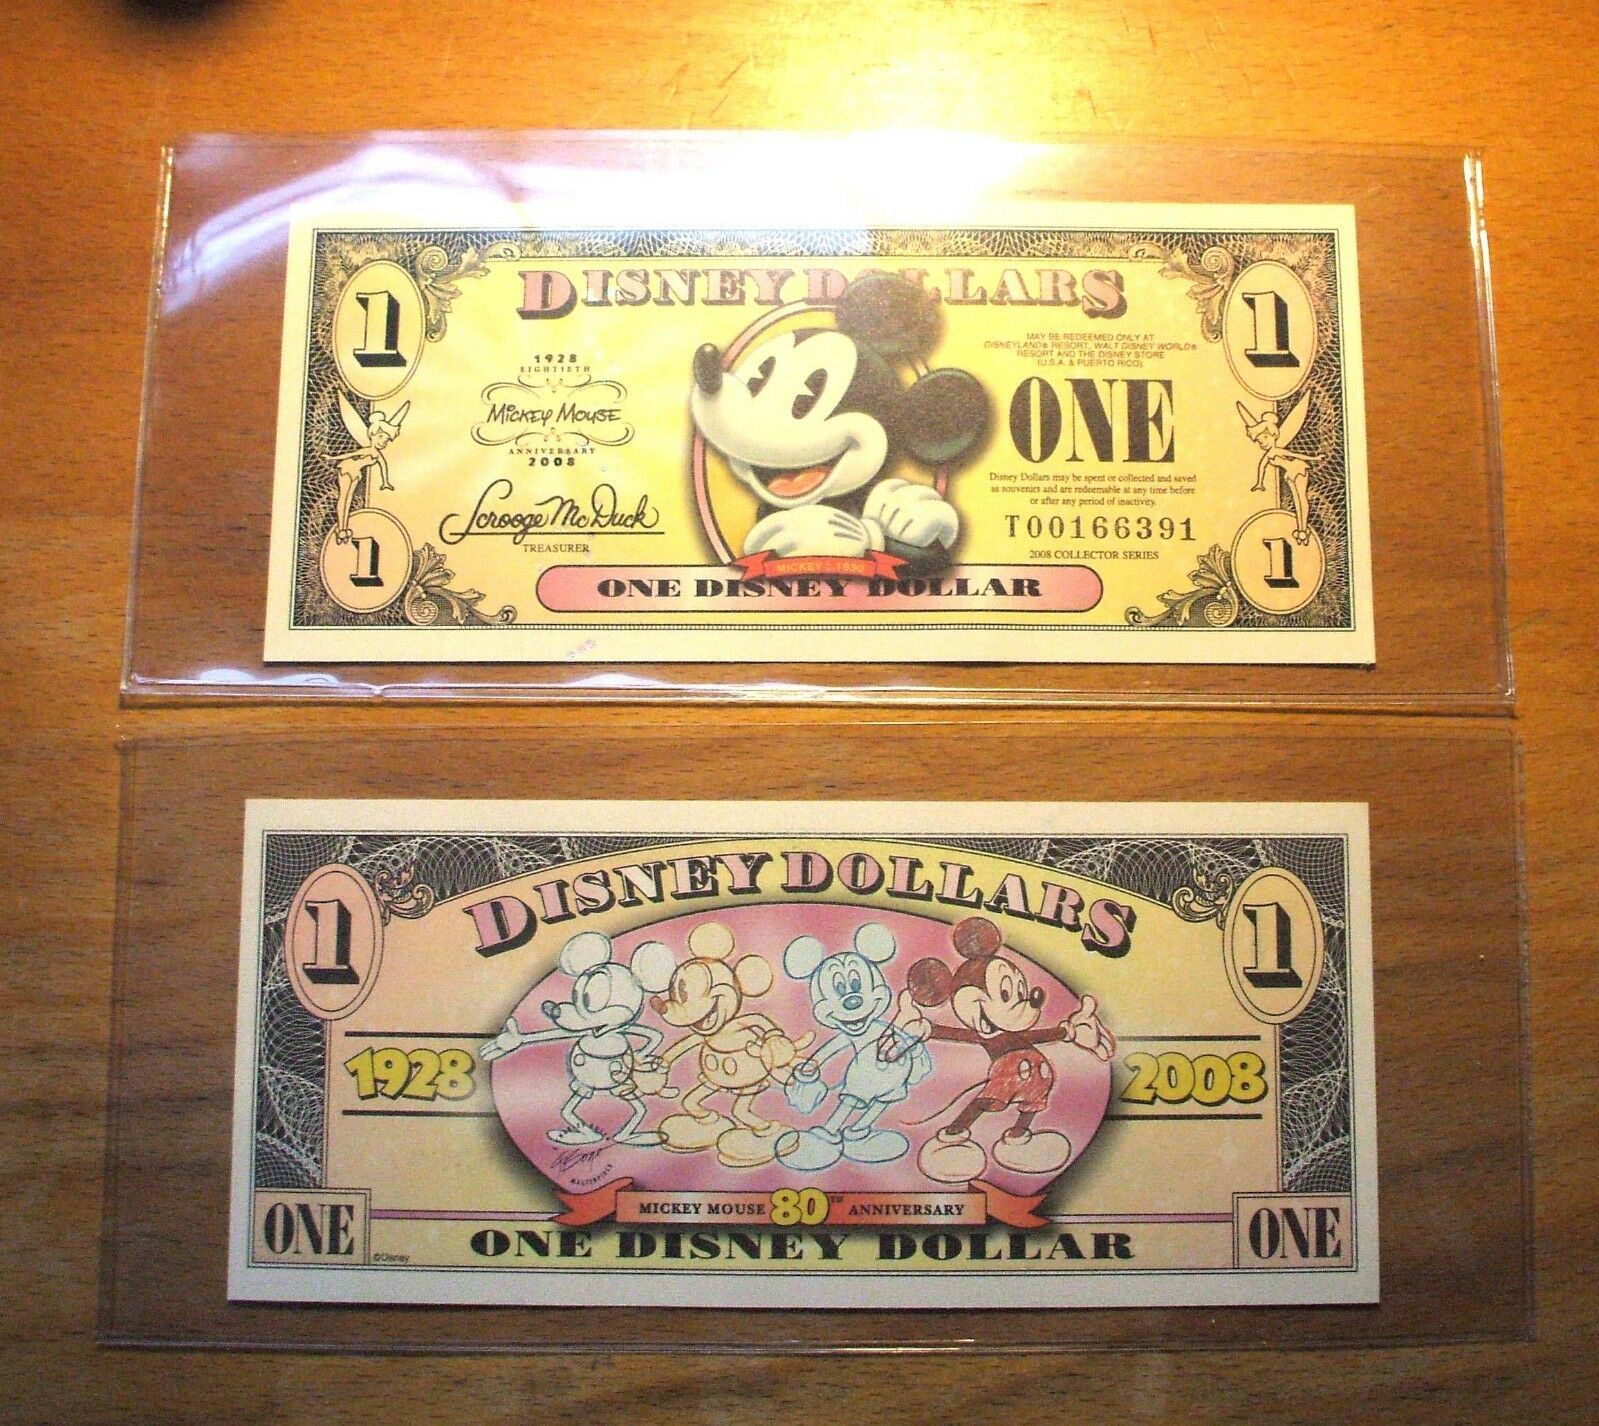 DISNEY DOLLARS
1
1
1928
EIGHTIETH
MICKEY MOUSE
ANNIVERSARY
2008
Scrooge McDuck
TREASURER
MAY BE REDEEMED ONLY AT
DISNEYLAND® RESORT, WALT DISNEY WORLD®
RESORT AND THE DISNEY STORE
(U.S.A. & PUERTO RICO).
ONE
Disney Dollars may be spent or collected and saved
as souvenirs and are redeemable at any time before
or after any period of inactivity.
T00166391
2008 COLLECTOR SERIES
MICKEY C.1930
1
ONE DISNEY DOLLAR
1
DISNEY DOLLARS
1
1
1928
2008
MASTERPIECE
MICKEY MOUSE 80TH ANNIVERSARY
ONE
©Disney
ONE DISNEY DOLLAR
ONE